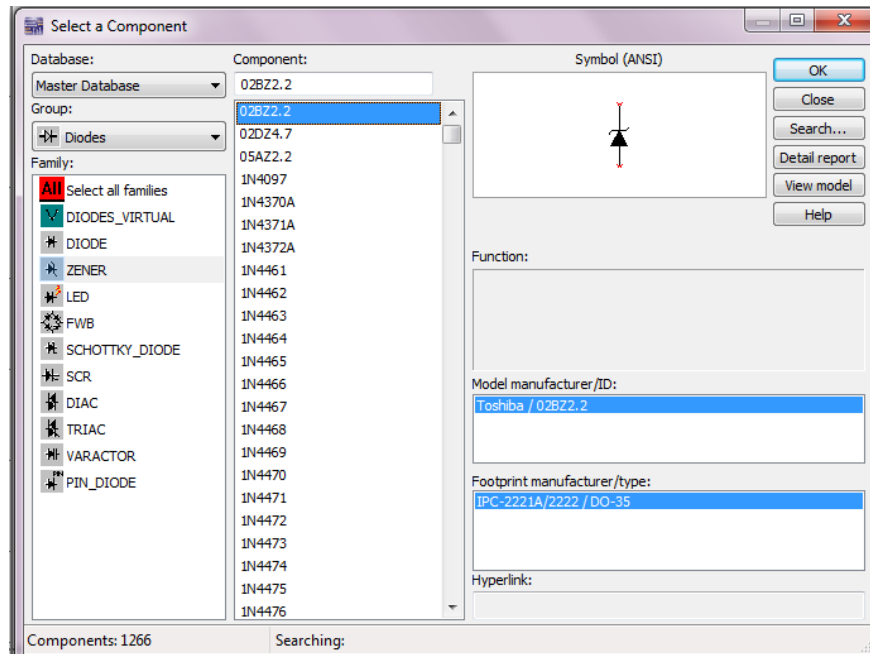 Select a Component
Database:
Master Database
Group:
Diodes
Family:
All Select all families
DIODES_VIRTUAL
DIODE
ZENER
LED
FWB
SCHOTTKY_DIODE
SCR
DIAC
TRIAC
VARACTOR
PIN PIN_DIODE
Component:
02BZ2.2
02BZ2.2
02DZ4.7
05AZ2.2
1N4097
1N4370A
1N4371A
1N4372A
1N4461
1N4462
1N4463
1N4464
1N4465
1N4466
1N4467
1N4468
1N4469
1N4470
1N4471
1N4472
1N4473
1N4474
1N4475
1N4476
Symbol (ANSI)
Function:
Model manufacturer/ID:
Toshiba / 02BZ2.2
Footprint manufacturer/type:
IPC-2221A/2222 / DO-35
Hyperlink:
OK
Close
Search...
Detail report
View model
Help
Components: 1266
Searching: